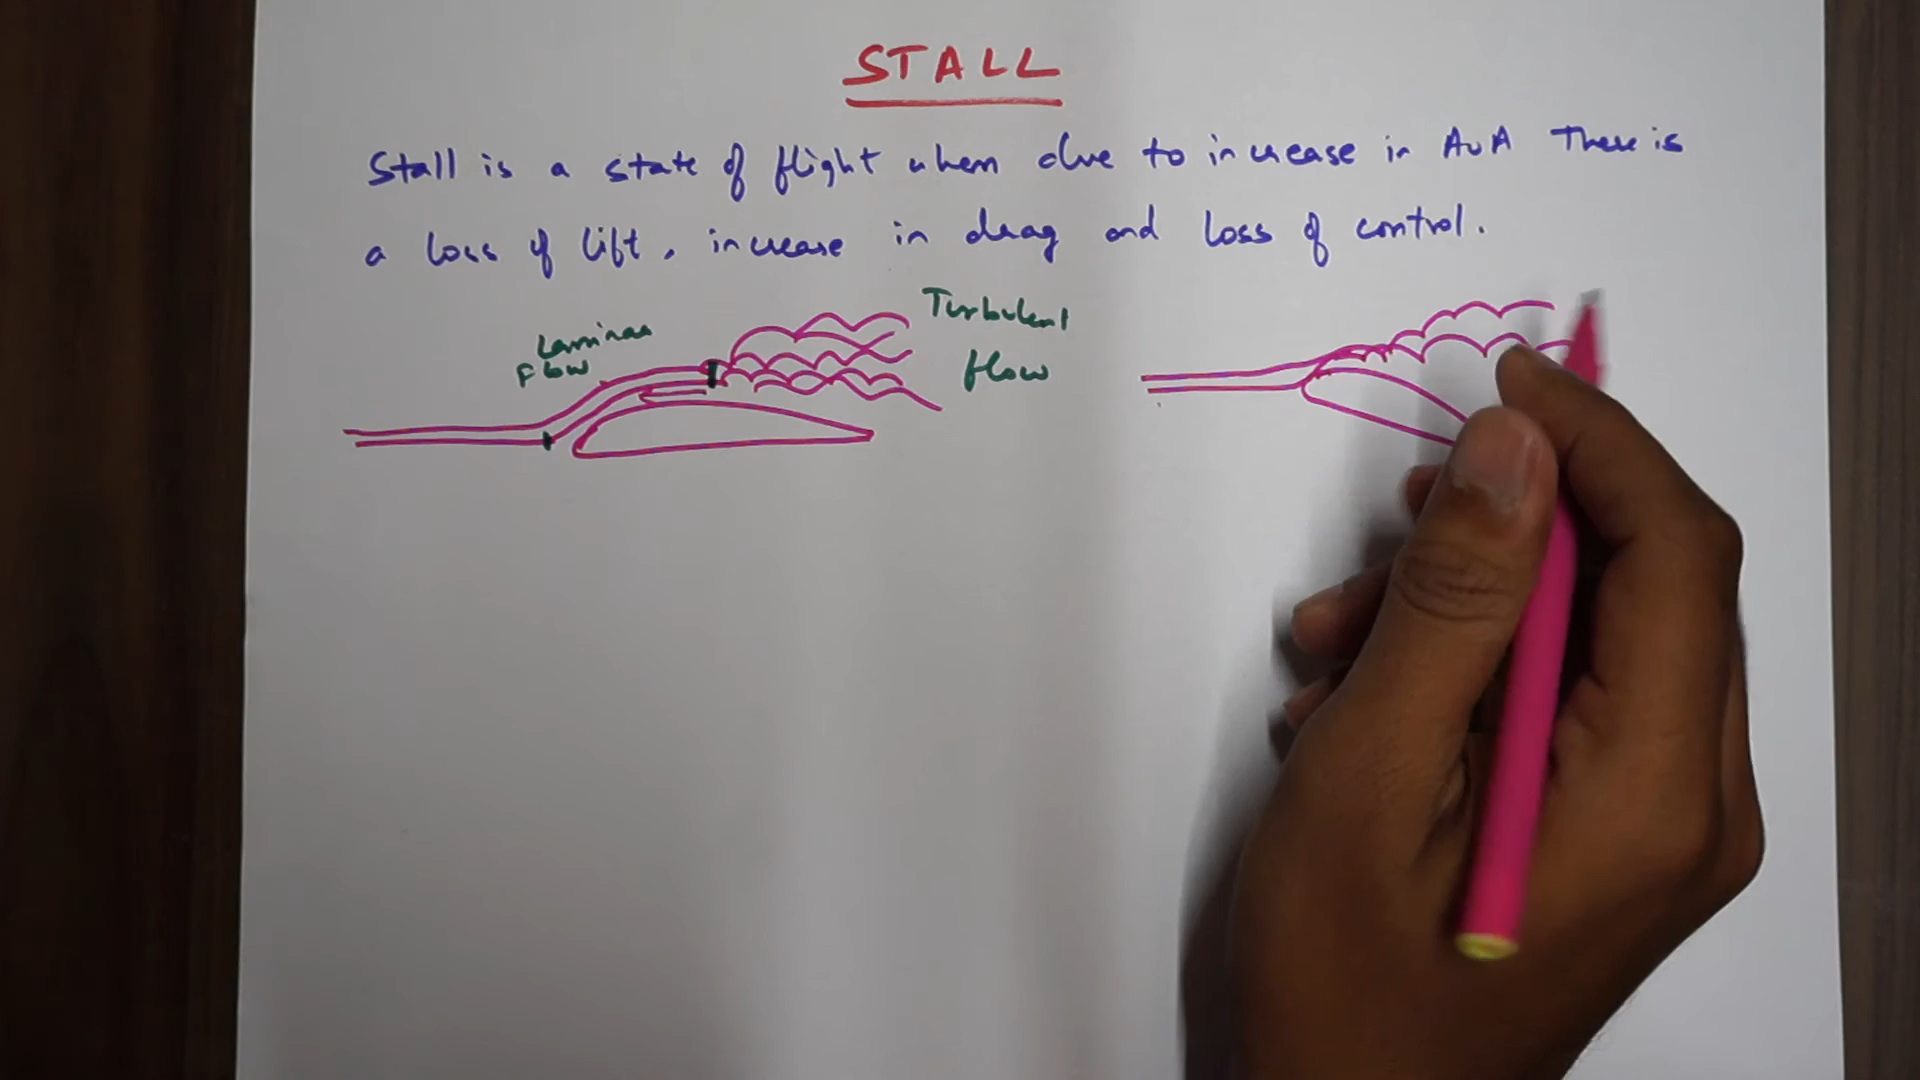 STALL
Stall is a state of flight when due to increase in AoA There is
a loss of lift, increase in drag and loss of control.
Laminar
Flow
Turbulent
flow